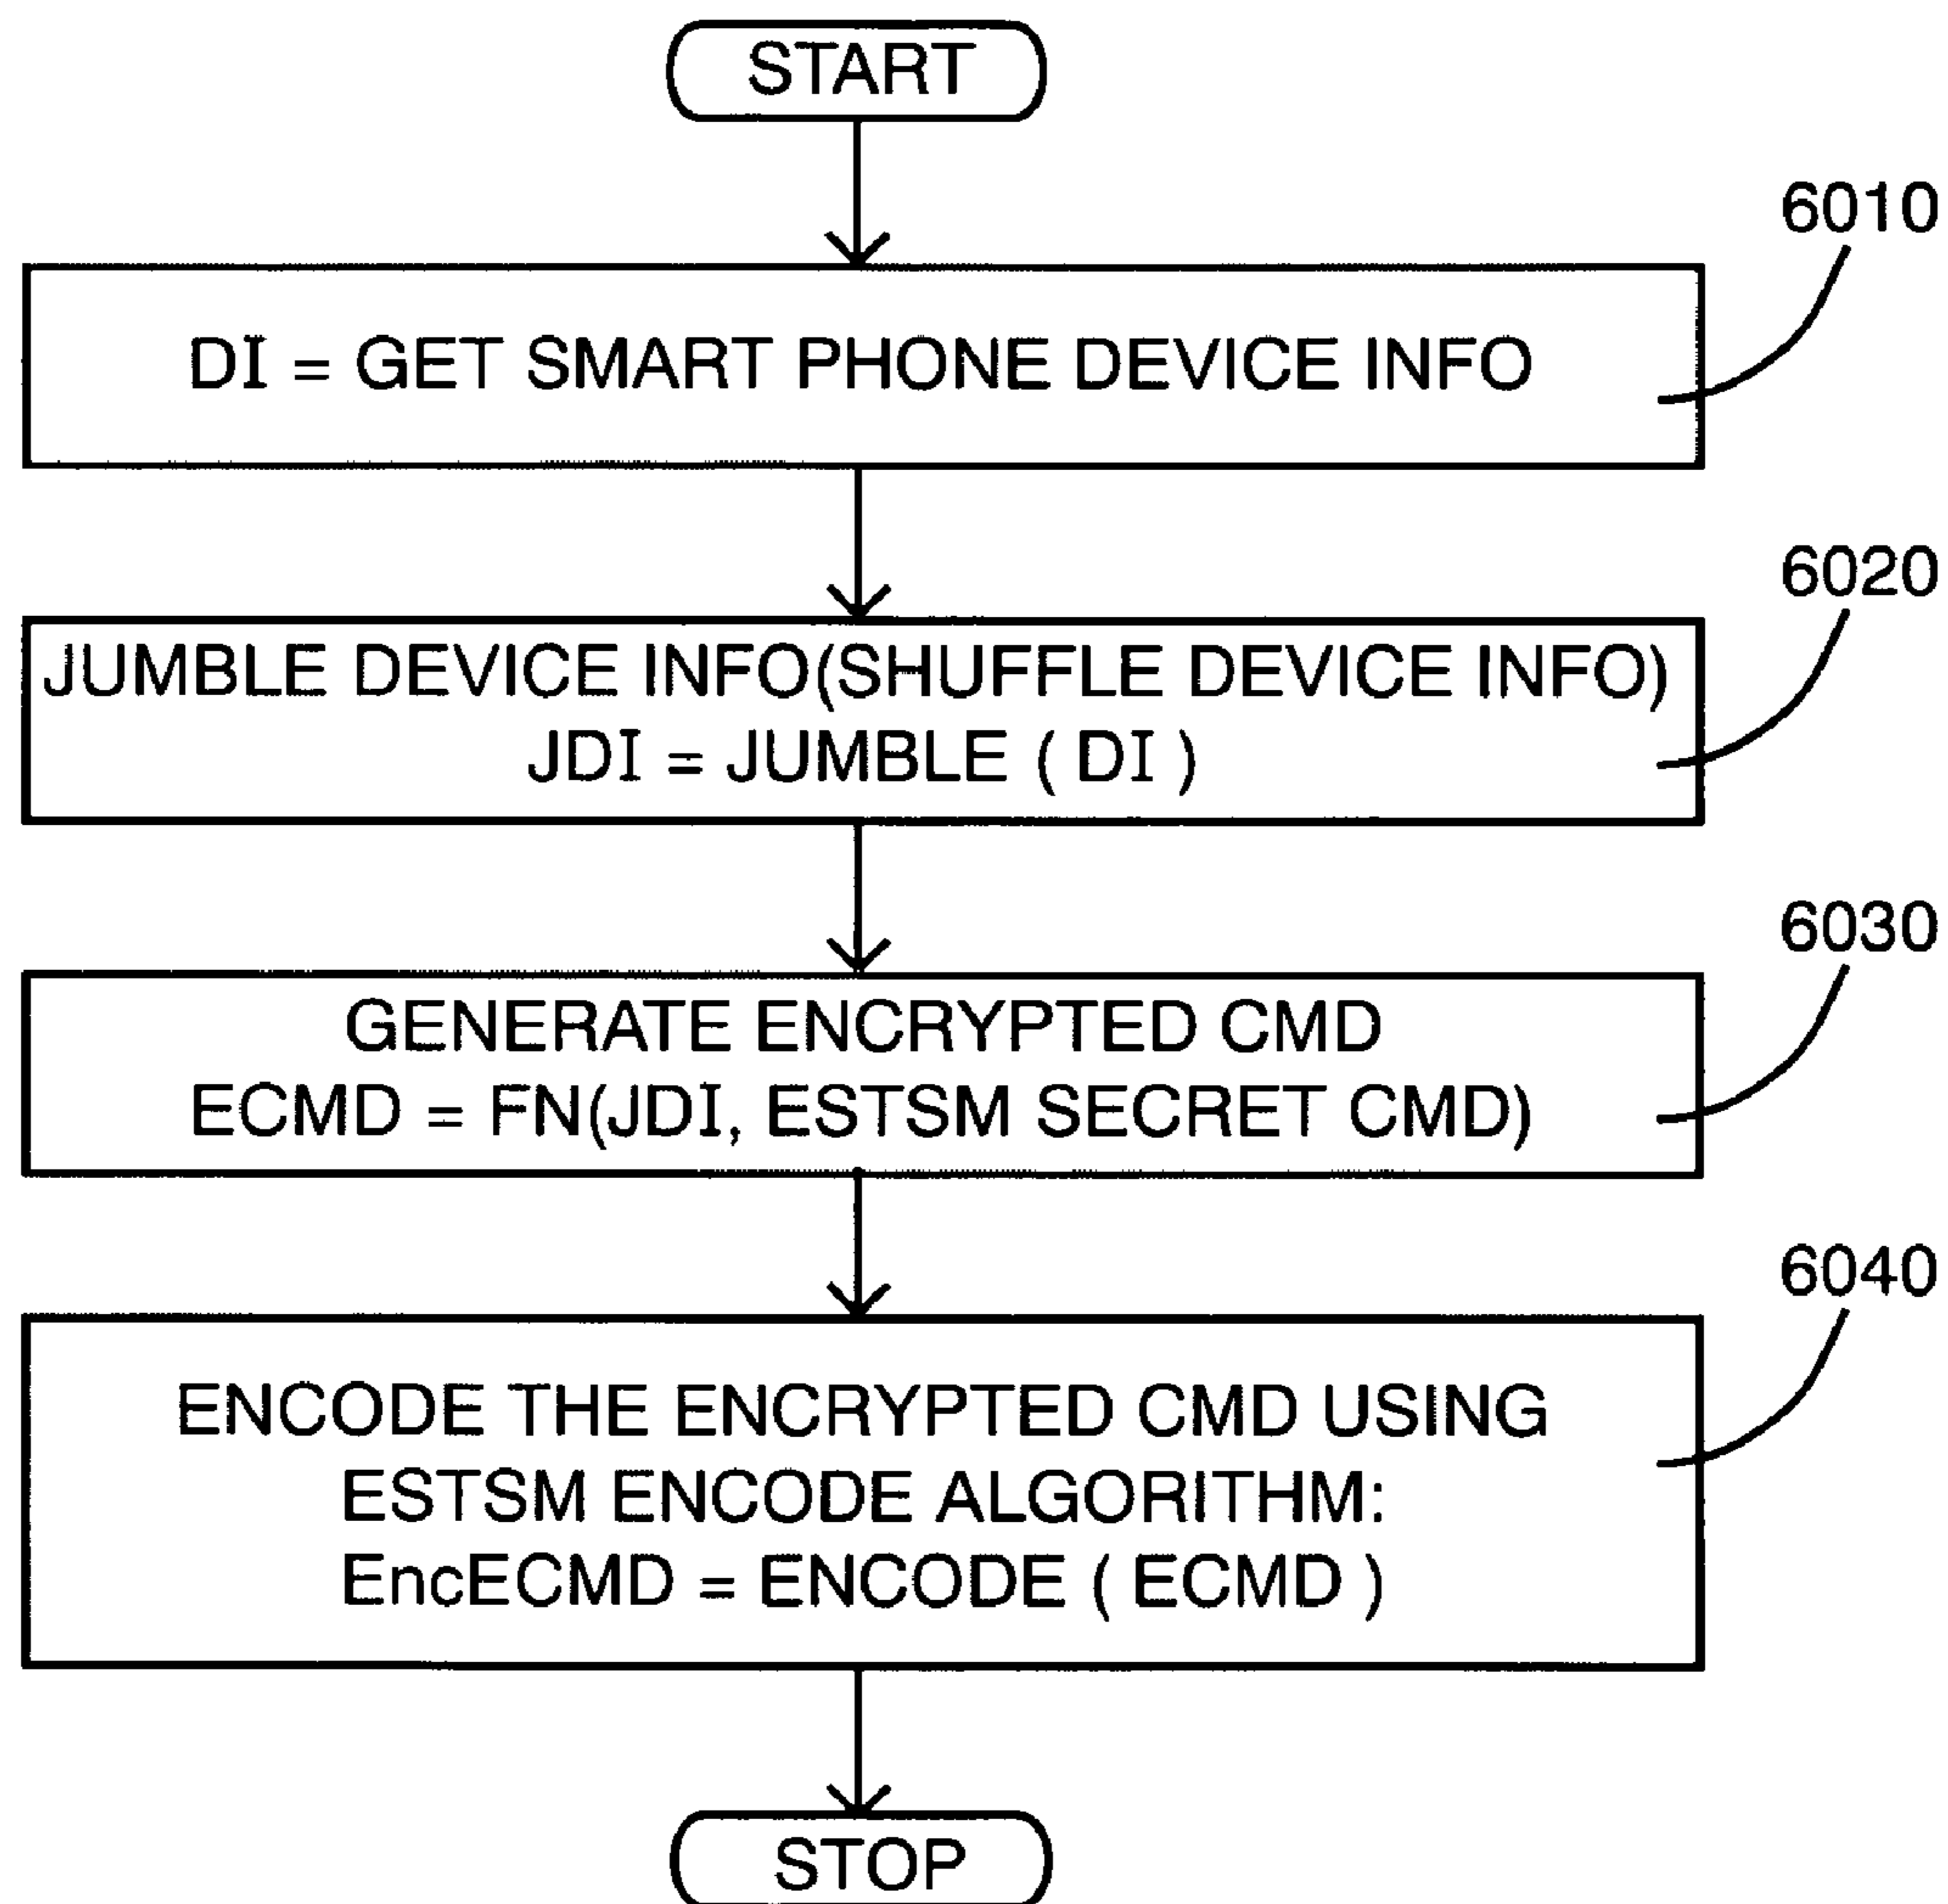 START
6010
DI = GET SMART PHONE DEVICE INFO
6020
JUMBLE DEVICE INFO(SHUFFLE DEVICE INFO)
JDI = JUMBLE ( DI )
6030
GENERATE ENCRYPTED CMD
ECMD = FN(JDI, ESTSM SECRET CMD)
6040
ENCODE THE ENCRYPTED CMD USING
ESTSM ENCODE ALGORITHM:
EncECMD = ENCODE ( ECMD )
STOP